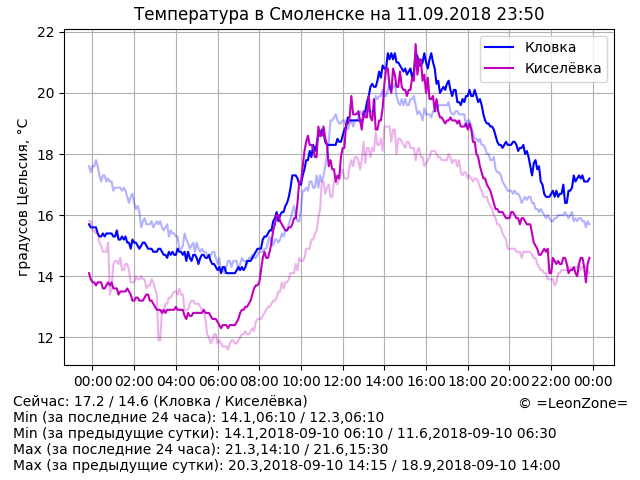 Температура в Смоленске на 11.09.2018 23:50
градусов Цельсия, °C
22
20
18
16
14
12
Кловка
Киселёвка
00:00 02:00 04:00 06:00 08:00 10:00 12:00 14:00 16:00 18:00 20:00 22:00 00:00
Сейчас: 17.2 / 14.6 (Кловка / Киселёвка)
© =LeonZone=
Min (за последние 24 часа): 14.1,06:10 / 12.3,06:10
Min (за предыдущие сутки): 14.1,2018-09-10 06:10 / 11.6,2018-09-10 06:30
Max (за последние 24 часа): 21.3,14:10 / 21.6,15:30
Max (за предыдущие сутки): 20.3,2018-09-10 14:15 / 18.9,2018-09-10 14:00